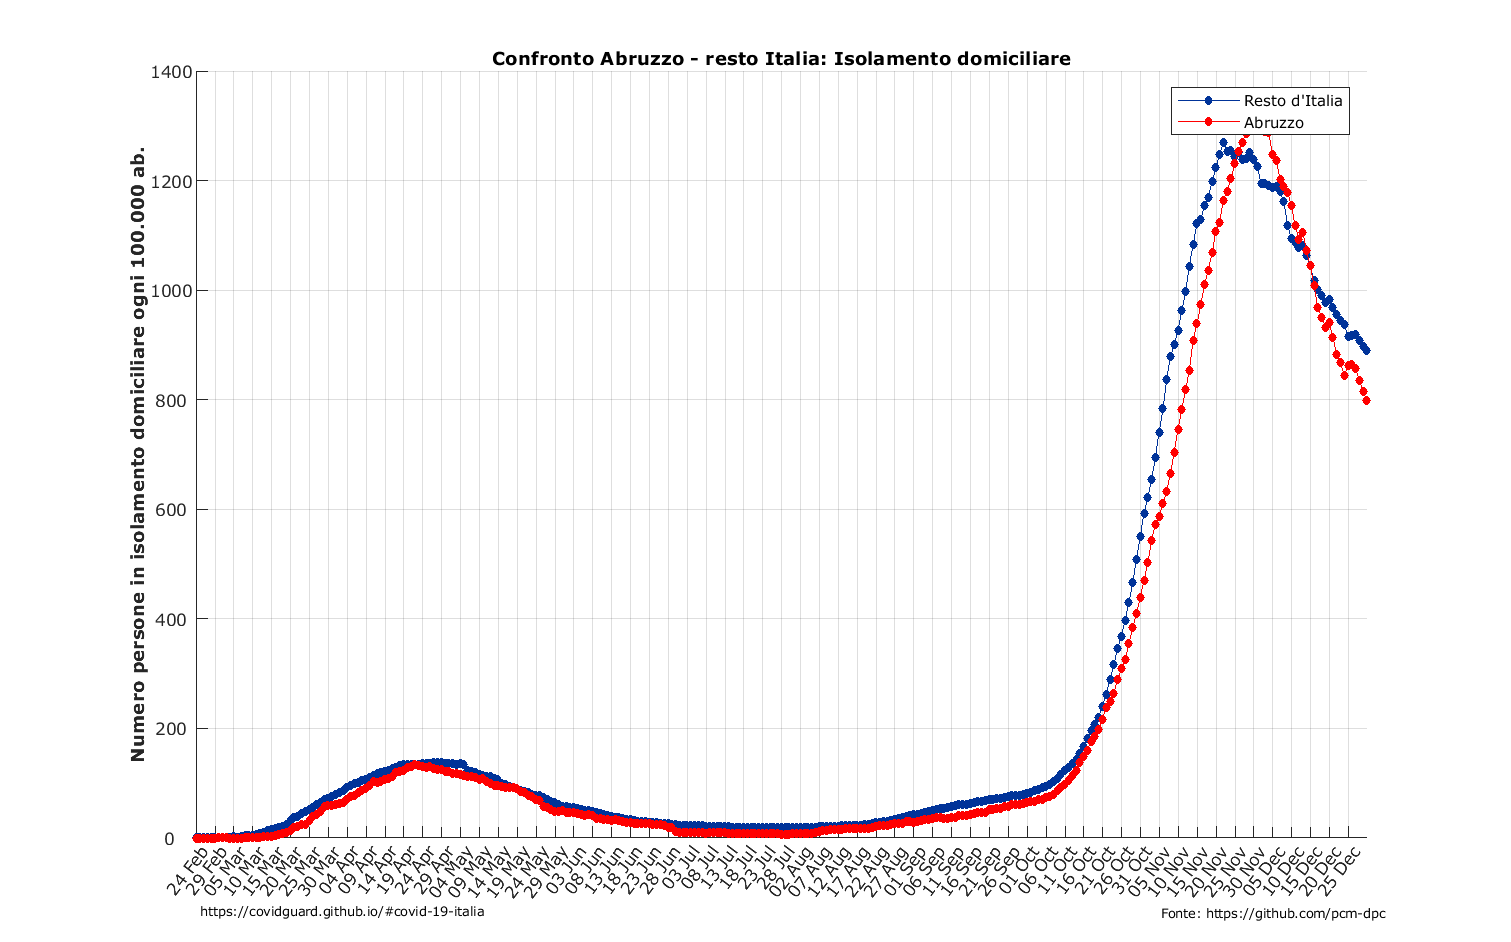 Confronto Abruzzo - resto Italia: Isolamento domiciliare
Numero persone in isolamento domiciliare ogni 100.000 ab.
1400
1200
1000
800
600
400
200
0
Resto d'Italia
Abruzzo
24 Feb
29 Feb
05 Mar
10 Mar
15 Mar
20 Mar
25 Mar
30 Mar
04 Apr
09 Apr
14 Apr
19 Apr
24 Apr
29 Apr
04 May
09 May
14 May
19 May
24 May
29 May
03 Jun
08 Jun
13 Jun
18 Jun
23 Jun
28 Jun
03 Jul
08 Jul
13 Jul
18 Jul
23 Jul
28 Jul
02 Aug
07 Aug
12 Aug
17 Aug
22 Aug
27 Aug
01 Sep
06 Sep
11 Sep
16 Sep
21 Sep
26 Sep
01 Oct
06 Oct
11 Oct
16 Oct
21 Oct
26 Oct
31 Oct
05 Nov
10 Nov
15 Nov
20 Nov
25 Nov
30 Nov
05 Dec
10 Dec
15 Dec
20 Dec
25 Dec
https://covidguard.github.io/#covid-19-italia
Fonte: https://github.com/pcm-dpc